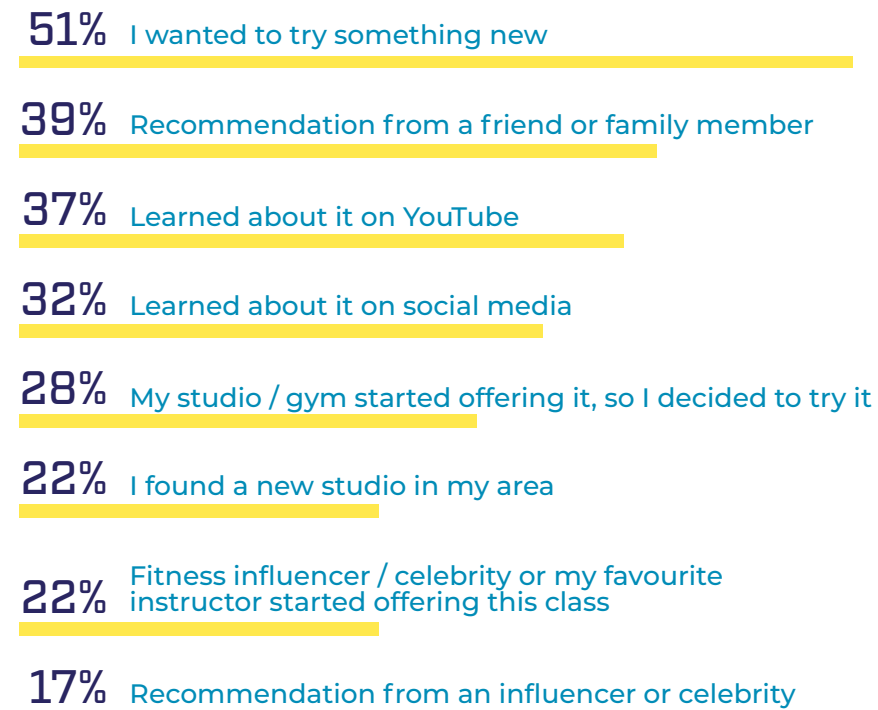 51% I wanted to try something new
39% Recommendation from a friend or family member
37% Learned about it on YouTube
32% Learned about it on social media
28% My studio / gym started offering it, so I decided to try it
22% I found a new studio in my area
22% Fitness influencer / celebrity or my favourite
instructor started offering this class
17% Recommendation from an influencer or celebrity